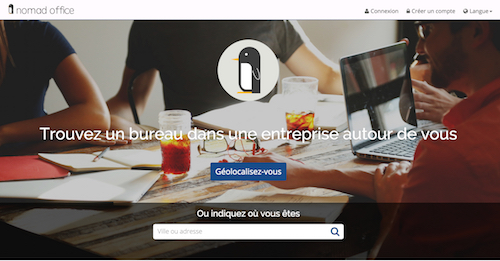 nomad office
Connexion
Créer un compte
Langue
Trouvez un bureau dans une entreprise autour de vous
Géolocalisez-vous
Ou indiquez où vous êtes
Ville ou adresse